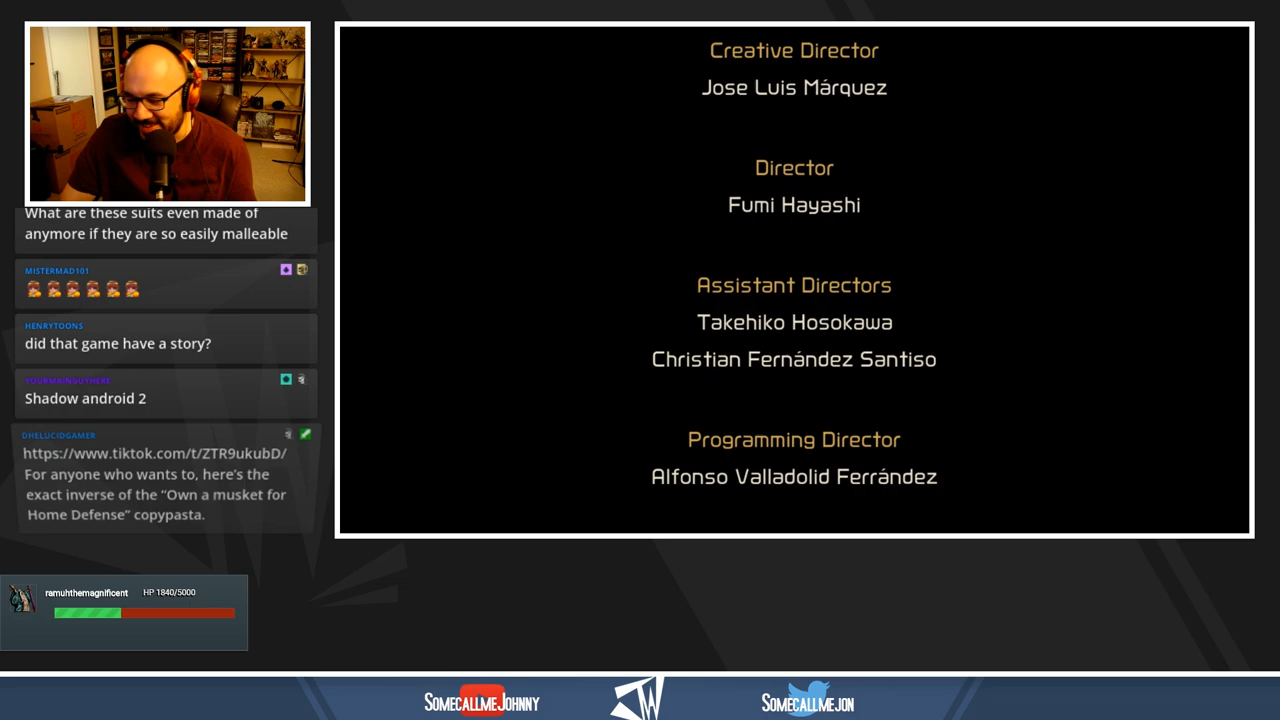 What are these suits even made of
anymore if they are so easily malleable
MISTERMAD101
HENRYTOONS
did that game have a story?
YOURMAINGUYHERE
Shadow android 2
DHELUCIDGAMER
https://www.tiktok.com/t/ZTR9ukubD/
For anyone who wants to, here's the
exact inverse of the "Own a musket for
Home Defense" copypasta.
ramuhthemagnificent HP 1840/5000
Creative Director
Jose Luis Márquez
Director
Fumi Hayashi
Assistant Directors
Takehiko Hosokawa
Christian Fernández Santiso
Programming Director
Alfonso Valladolid Ferrández
SOMECALLMEJOHNNY
SOMECALLMEJON